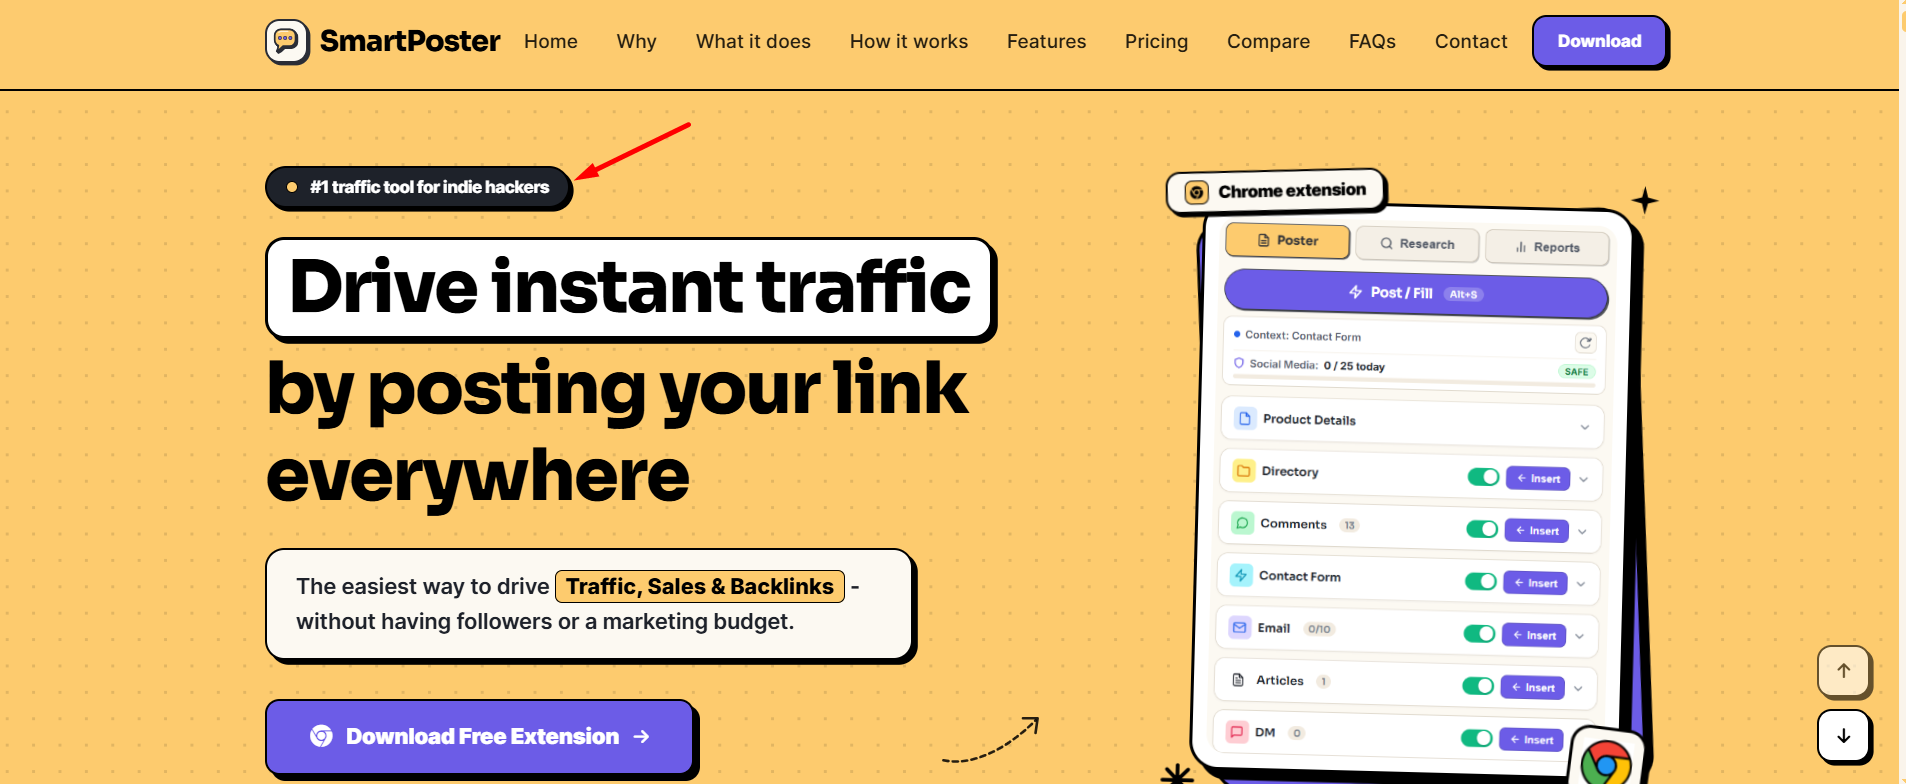 SmartPoster
Home
Why
What it does
How it works
Features
Pricing
Compare
FAQs
Contact
Download
#1 traffic tool for indie hackers
Drive instant traffic
by posting your link
everywhere
The easiest way to drive Traffic, Sales & Backlinks -
without having followers or a marketing budget.
Download Free Extension
Chrome extension
Poster
Research
Reports
Post / Fill Alt+S
Context: Contact Form
Social Media: 0 / 25 today SAFE
Product Details
Directory Insert
Comments 13 Insert
Contact Form Insert
Email 0/10 Insert
Articles 1 Insert
DM 0 Insert